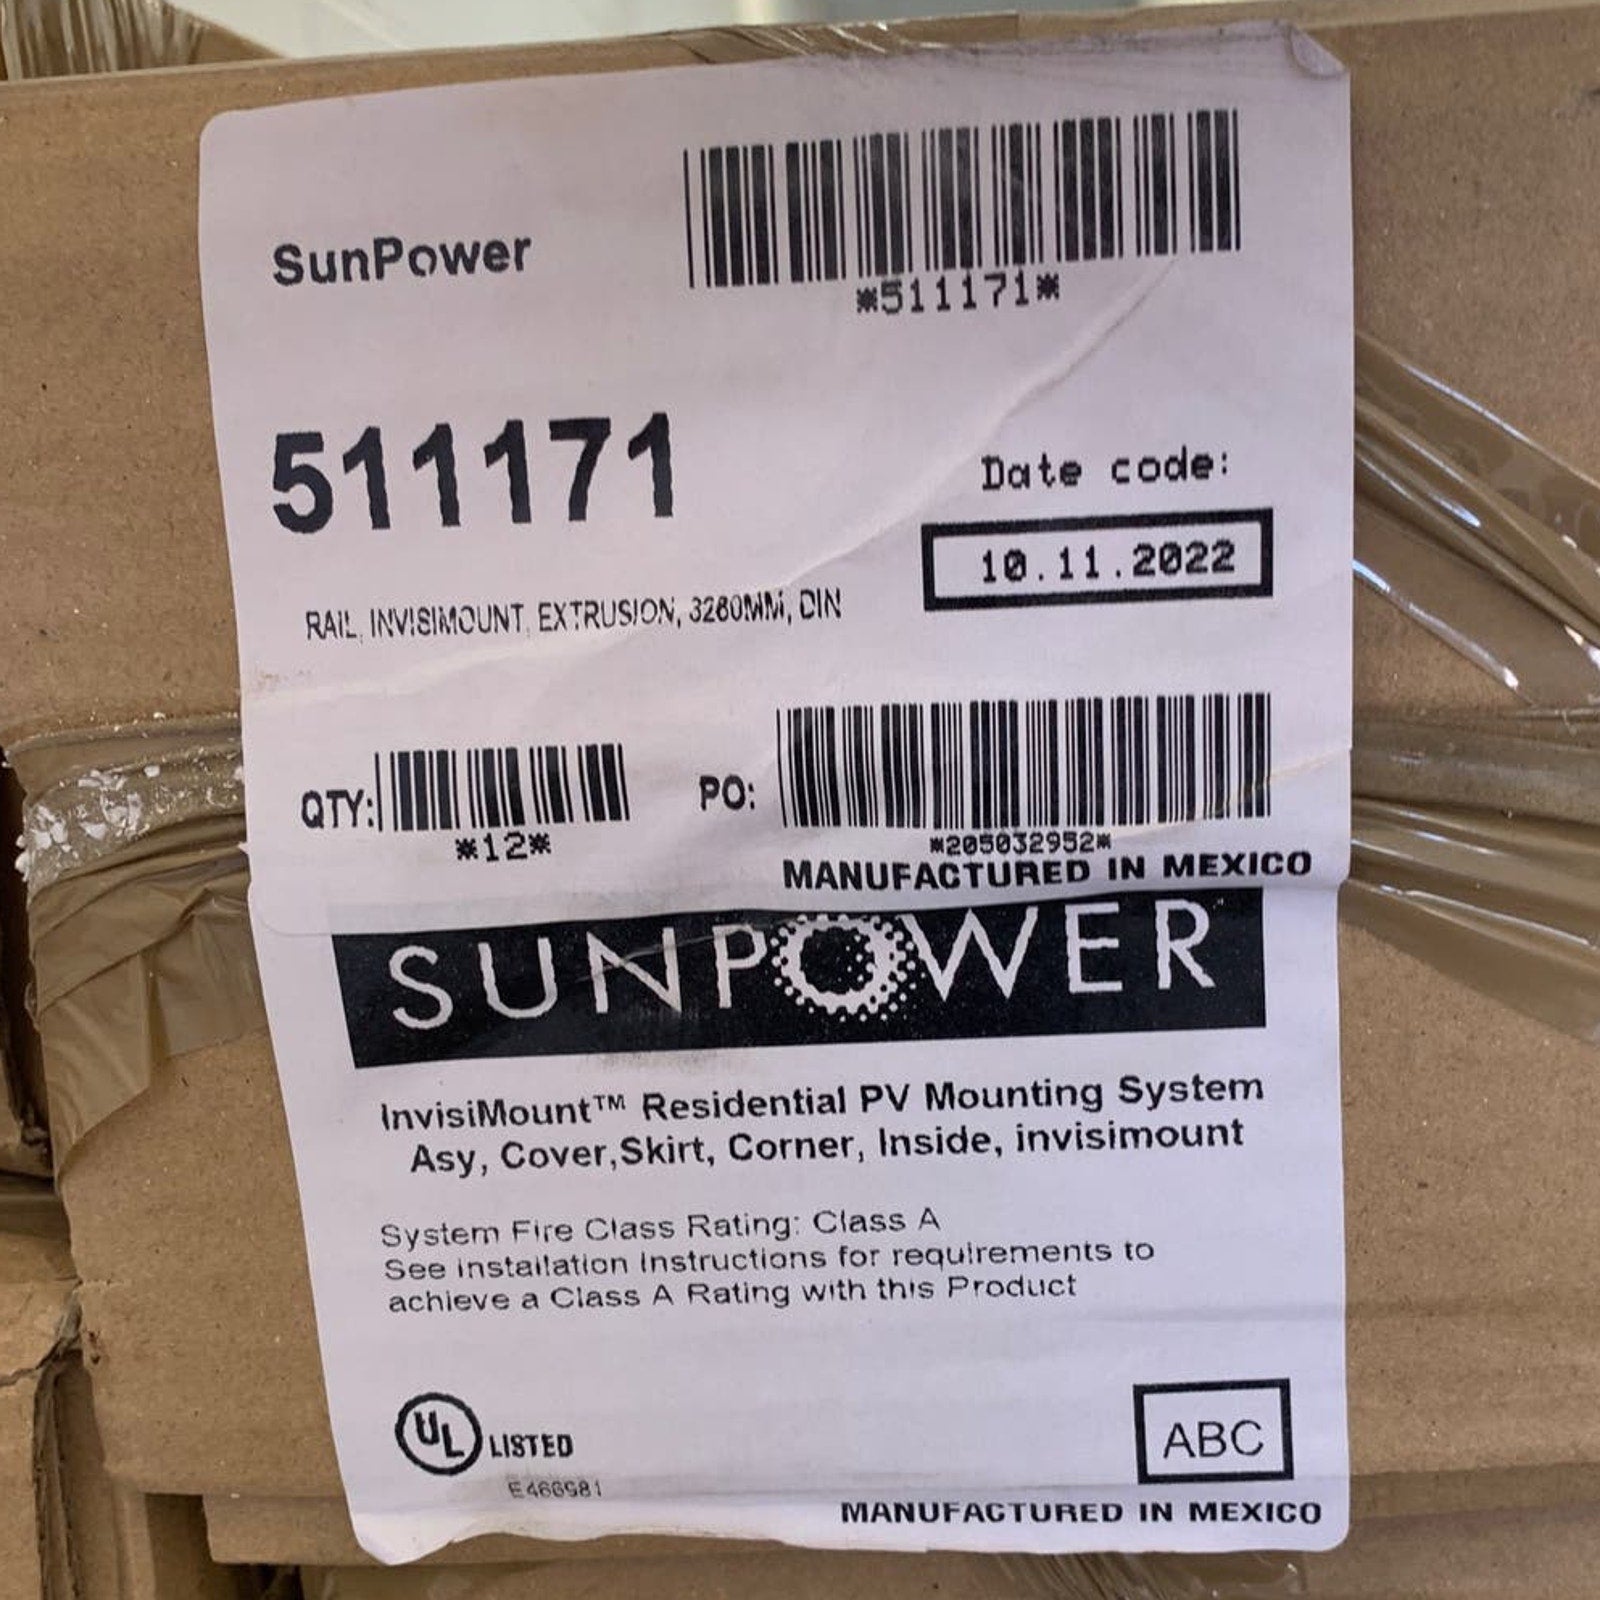 SunPower
*511171*
511171
Date code:
10.11.2022
RAIL, INVISIMOUNT, EXTRUSION, 3280MM, DIN
QTY:
*12*
PO:
*205032952*
MANUFACTURED IN MEXICO
SUNPOWER
InvisiMount™ Residential PV Mounting System
Asy, Cover,Skirt, Corner, Inside, invisimount
System Fire Class Rating: Class A
See installation Instructions for requirements to
achieve a Class A Rating with this Product
UL LISTED
ABC
MANUFACTURED IN MEXICO